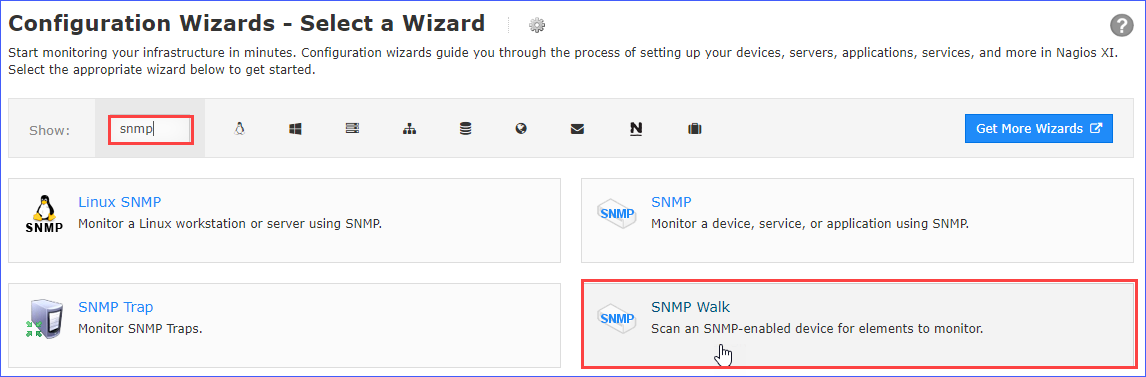 Configuration Wizards - Select a Wizard
?
Start monitoring your infrastructure in minutes. Configuration wizards guide you through the process of setting up your devices, servers, applications, services, and more in Nagios XI.
Select the appropriate wizard below to get started.
Show: snmp N Get More Wizards
Linux SNMP
Monitor a Linux workstation or server using SNMP.
SNMP
SNMP
SNMP
Monitor a device, service, or application using SNMP.
SNMP Trap
Monitor SNMP Traps.
SNMP
SNMP Walk
Scan an SNMP-enabled device for elements to monitor.